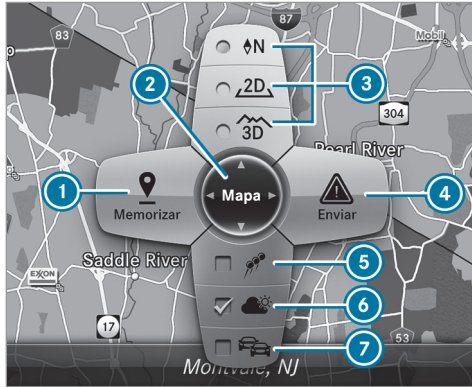 83
87
Mobil
N
2
2D
3
304
3D
Pearl River
1
Mapa
4
Memorizar
Enviar
Saddle River
5
EXXON
6
17
53
7
Montvale, NJ